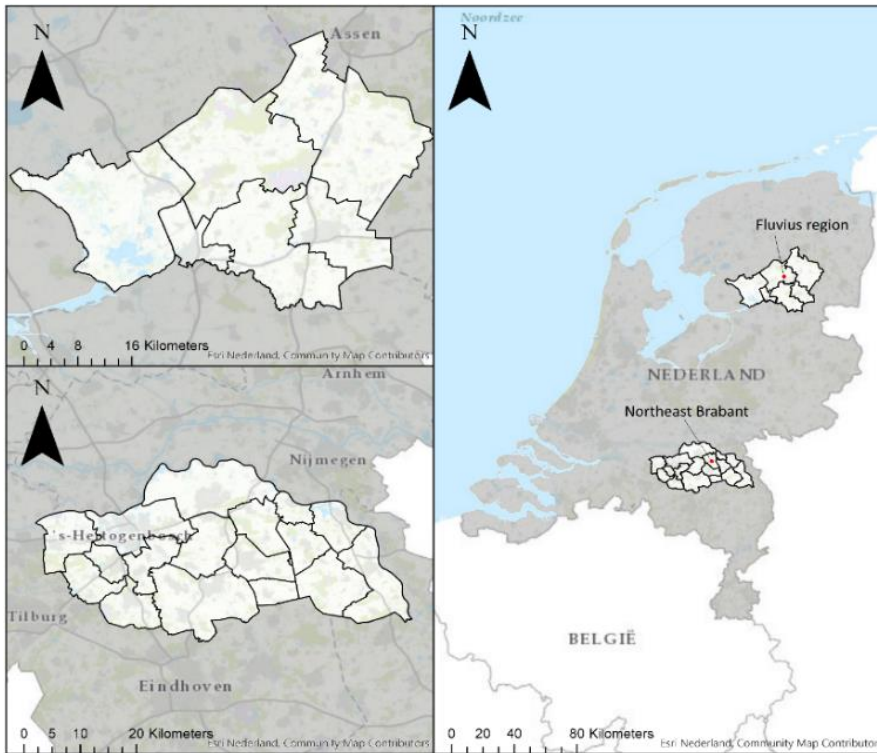 N
Assen
0 4 8 16 Kilometers
Esri Nederland, Community Map Contributors
Arnhem
N
Nijmegen
's-Hertogenbosch
Tilburg
Eindhoven
0 5 10 20 Kilometers
Esri Nederland, Community Map Contributors
Noordzee
N
Fluvius region
NEDERLAND
Northeast Brabant
BELGIË
0 20 40 80 Kilometers
Esri Nederland, Community Map Contributors